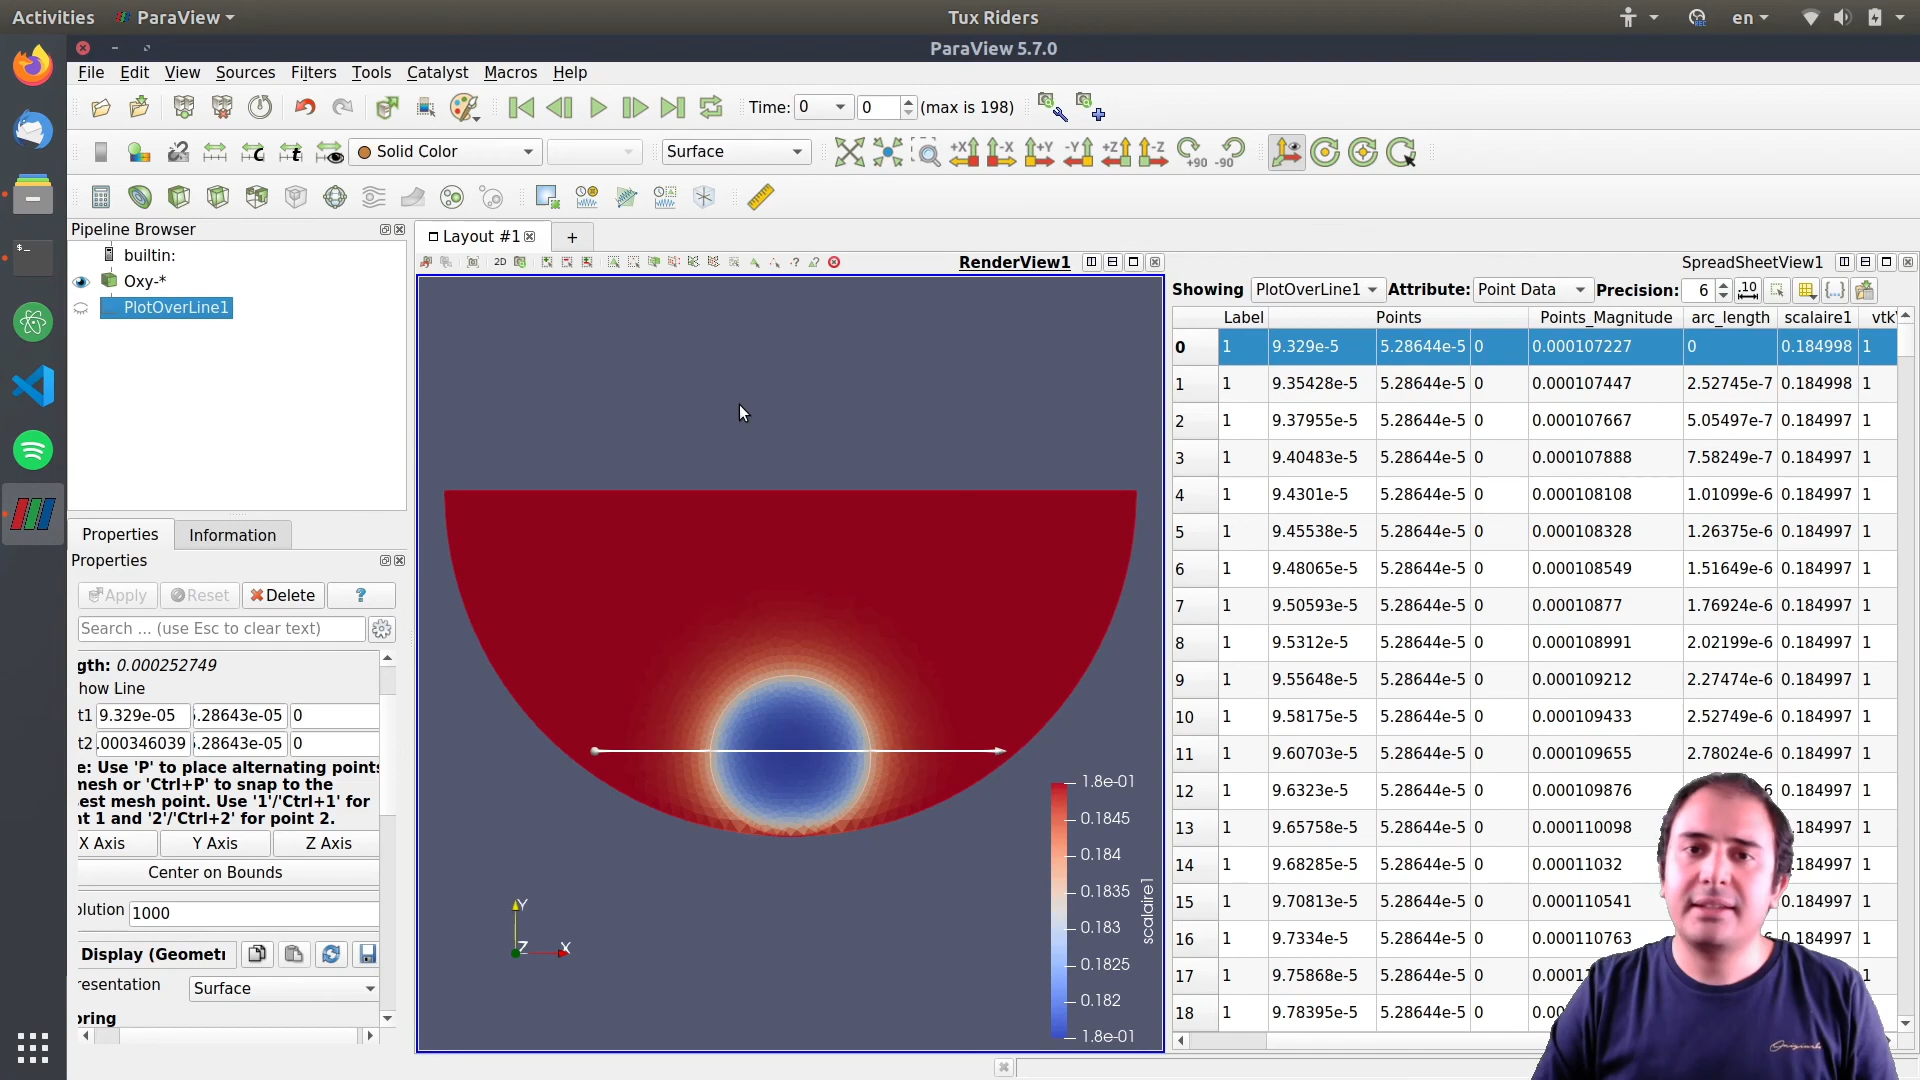 Activities ParaView Tux Riders en
ParaView 5.7.0
File Edit View Sources Filters Tools Catalyst Macros Help
Time: 0 0 (max is 198)
Solid Color Surface +X -X +Y -Y +Z -Z +90 -90
Pipeline Browser
builtin:
Oxy-*
PlotOverLine1
Properties Information
Properties
Apply Reset Delete ?
Search ... (use Esc to clear text)
gth: 0.000252749
how Line
t1 9.329e-05 .28643e-05 0
t2 .000346039 .28643e-05 0
e: Use 'P' to place alternating points
mesh or 'Ctrl+P' to snap to the
est mesh point. Use '1'/'Ctrl+1' for
nt 1 and '2'/'Ctrl+2' for point 2.
X Axis Y Axis Z Axis
Center on Bounds
olution 1000
Display (Geometr
resentation Surface
oring
Layout #1 +
2D RenderView1
1.8e-01
0.1845
0.184
0.1835
0.183
0.1825
0.182
1.8e-01
scalaire1
Y
Z X
SpreadSheetView1
Showing PlotOverLine1 Attribute: Point Data Precision: 6 .10
Label Points Points_Magnitude arc_length scalaire1 vtk
0 1 9.329e-5 5.28644e-5 0 0.000107227 0 0.184998 1
1 1 9.35428e-5 5.28644e-5 0 0.000107447 2.52745e-7 0.184998 1
2 1 9.37955e-5 5.28644e-5 0 0.000107667 5.05497e-7 0.184997 1
3 1 9.40483e-5 5.28644e-5 0 0.000107888 7.58249e-7 0.184997 1
4 1 9.4301e-5 5.28644e-5 0 0.000108108 1.01099e-6 0.184997 1
5 1 9.45538e-5 5.28644e-5 0 0.000108328 1.26375e-6 0.184997 1
6 1 9.48065e-5 5.28644e-5 0 0.000108549 1.51649e-6 0.184997 1
7 1 9.50593e-5 5.28644e-5 0 0.00010877 1.76924e-6 0.184997 1
8 1 9.5312e-5 5.28644e-5 0 0.000108991 2.02199e-6 0.184997 1
9 1 9.55648e-5 5.28644e-5 0 0.000109212 2.27474e-6 0.184997 1
10 1 9.58175e-5 5.28644e-5 0 0.000109433 2.52749e-6 0.184997 1
11 1 9.60703e-5 5.28644e-5 0 0.000109655 2.78024e-6 0.184997 1
12 1 9.6323e-5 5.28644e-5 0 0.000109876 6 0.184997 1
13 1 9.65758e-5 5.28644e-5 0 0.000110098 .184997 1
14 1 9.68285e-5 5.28644e-5 0 0.00011032 .184997 1
15 1 9.70813e-5 5.28644e-5 0 0.000110541 0.184997 1
16 1 9.7334e-5 5.28644e-5 0 0.000110763 0.184997 1
17 1 9.75868e-5 5.28644e-5 0 1
18 1 9.78395e-5 5.28644e-5 0